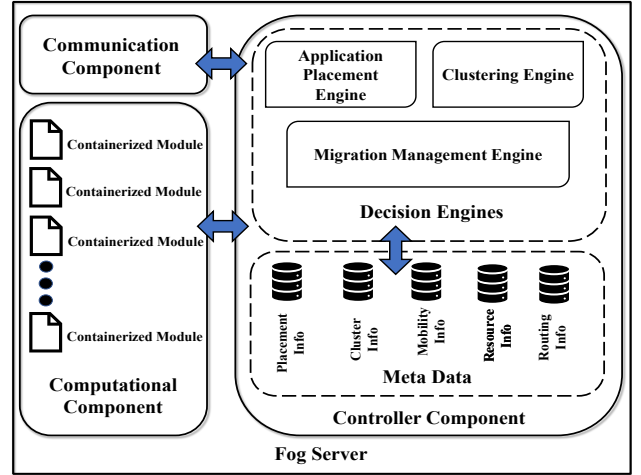 Communication
Component
Containerized Module
Containerized Module
Containerized Module
Containerized Module
Computational
Component
Application
Placement
Engine
Clustering Engine
Migration Management Engine
Decision Engines
Placement
Info
Cluster
Info
Mobility
Info
Resource
Info
Routing
Info
Meta Data
Controller Component
Fog Server